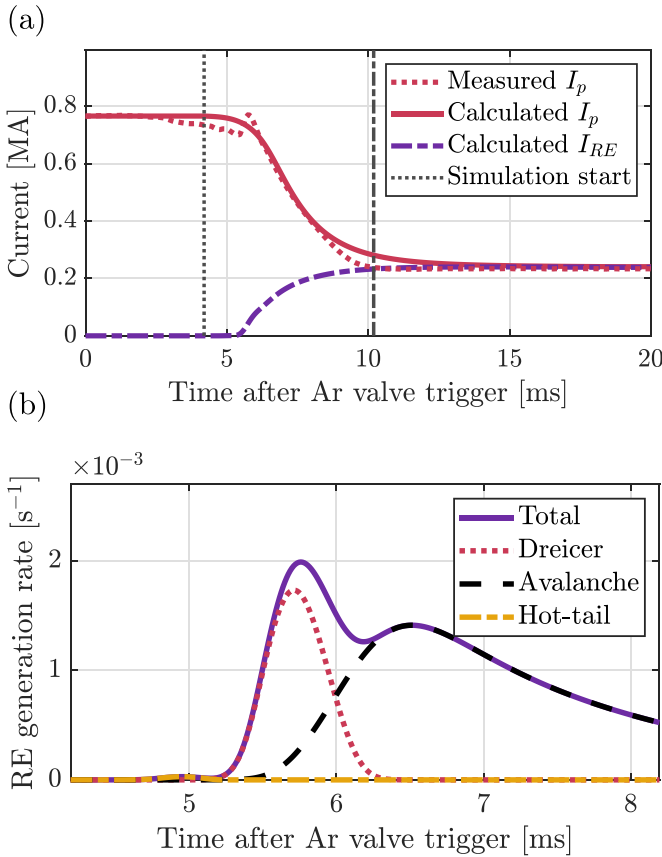 (a)
Current [MA]
0.8
0.6
0.4
0.2
0
Measured I_p
Calculated I_p
Calculated I_{RE}
Simulation start
0 5 10 15 20
Time after Ar valve trigger [ms]
(b)
×10⁻³
RE generation rate [s⁻¹]
2
1
0
Total
Dreicer
Avalanche
Hot-tail
5 6 7 8
Time after Ar valve trigger [ms]